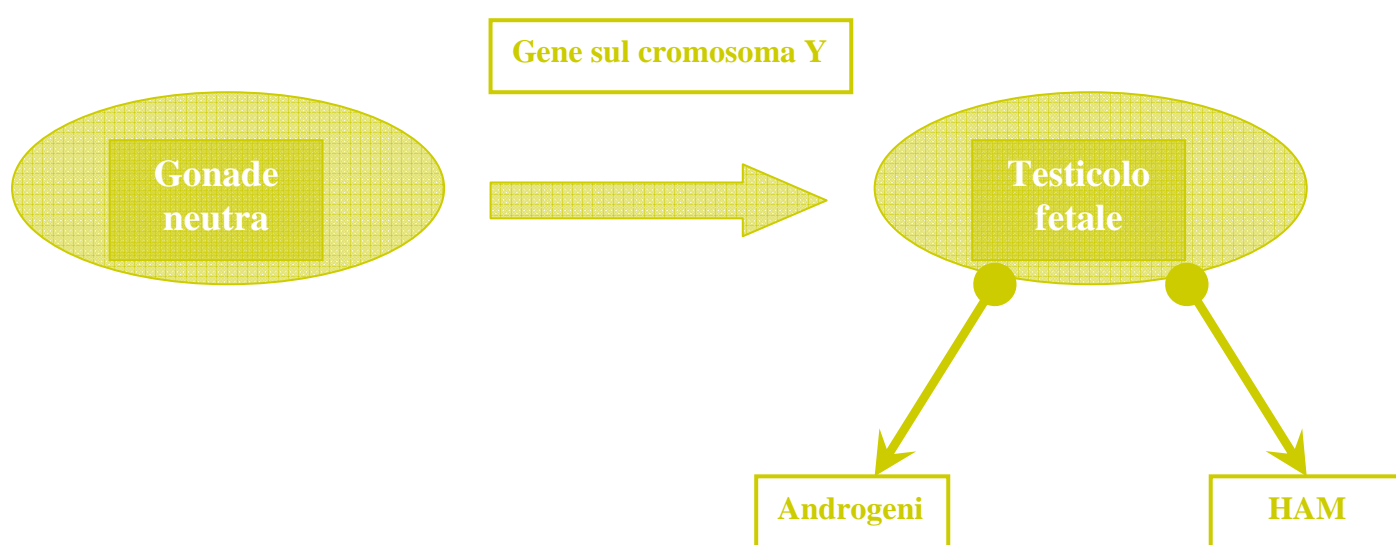 Gene sul cromosoma Y
Gonade
neutra
Testicolo
fetale
Androgeni
HAM